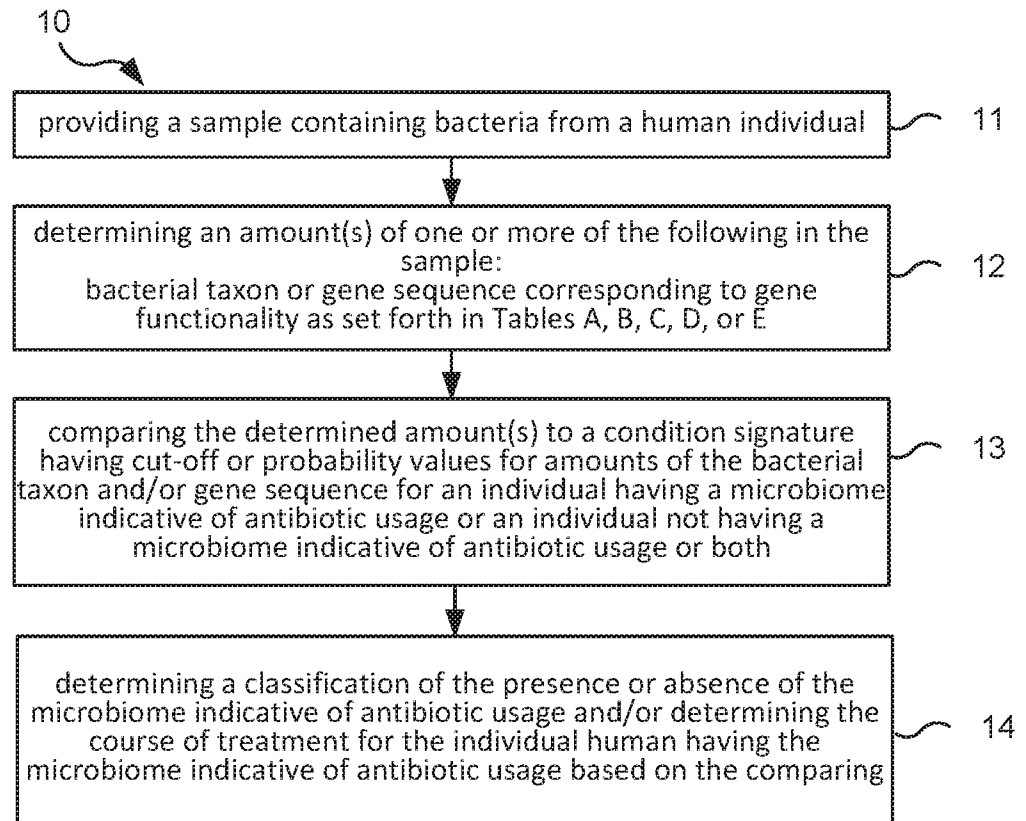 10
providing a sample containing bacteria from a human individual
11
determining an amount(s) of one or more of the following in the
sample:
bacterial taxon or gene sequence corresponding to gene
functionality as set forth in Tables A, B, C, D, or E
12
comparing the determined amount(s) to a condition signature
having cut-off or probability values for amounts of the bacterial
taxon and/or gene sequence for an individual having a microbiome
indicative of antibiotic usage or an individual not having a
microbiome indicative of antibiotic usage or both
13
determining a classification of the presence or absence of the
microbiome indicative of antibiotic usage and/or determining the
course of treatment for the individual human having the
microbiome indicative of antibiotic usage based on the comparing
14